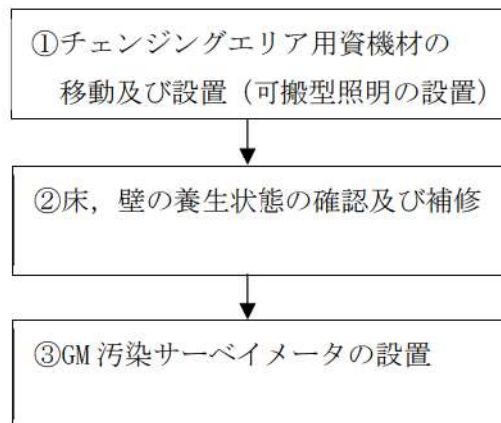 ①チェンジングエリア用資機材の
移動及び設置（可搬型照明の設置）
②床，壁の養生状態の確認及び補修
③GM 汚染サーベイメータの設置